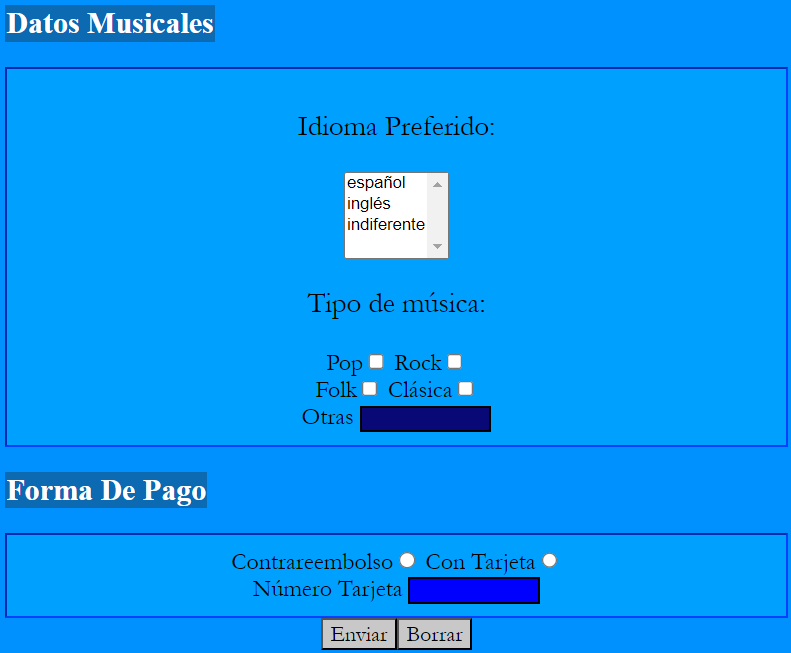 Datos Musicales
Idioma Preferido:
español
inglés
indiferente
Tipo de música:
Pop Rock
Folk Clásica
Otras
Forma De Pago
Contrareembolso Con Tarjeta
Número Tarjeta
Enviar Borrar